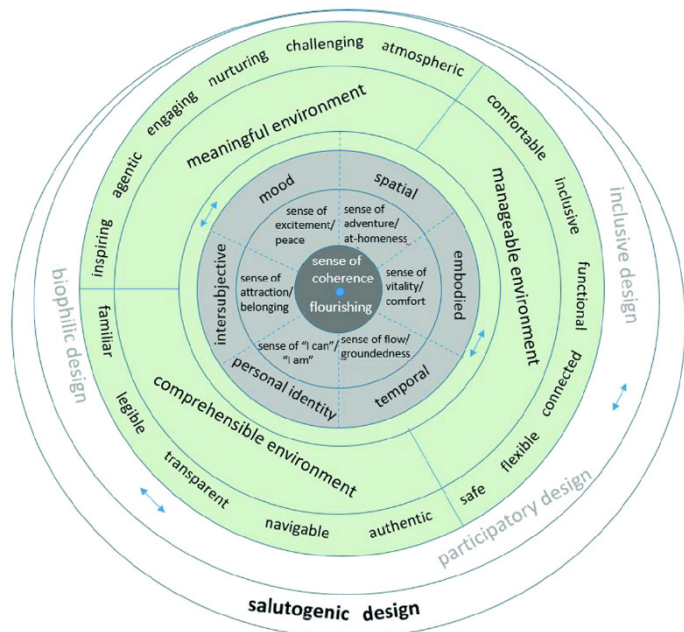 inspiring
agentic
engaging
nurturing
challenging
atmospheric
comfortable
inclusive
functional
connected
flexible
safe
authentic
navigable
transparent
legible
familiar
meaningful environment
manageable environment
comprehensible environment
mood
spatial
embodied
temporal
personal identity
intersubjective
sense of
excitement/
peace
sense of
adventure/
at-homeness
sense of
vitality/
comfort
sense of flow/
groundedness
sense of "i can"/
"i am"
sense of
attraction/
belonging
sense of
coherence
flourishing
biophilic design
inclusive design
participatory design
salutogenic design